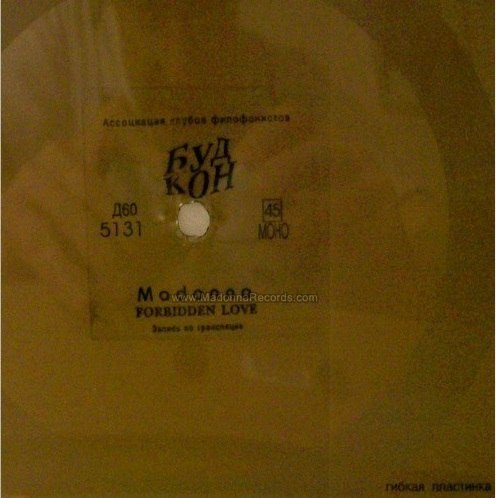 Ассоциация клубов филофонистов
БУД
КОН
Д60
5131
45
МОНО
Madonna
www.MadonnaRecords.com
FORBIDDEN LOVE
Запись из трансляции
гибкая пластинка